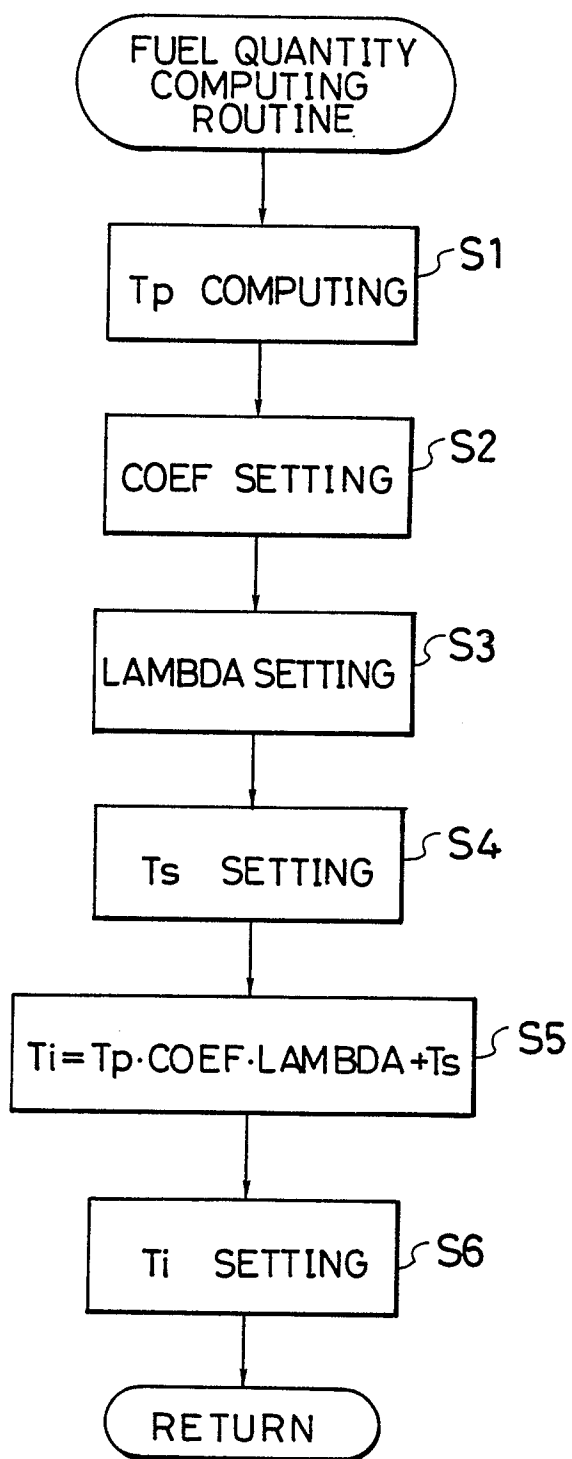 FUEL QUANTITY
COMPUTING
ROUTINE
S1
Tp COMPUTING
S2
COEF SETTING
S3
LAMBDA SETTING
S4
Ts SETTING
S5
Ti=Tp·COEF·LAMBDA+Ts
S6
Ti SETTING
RETURN